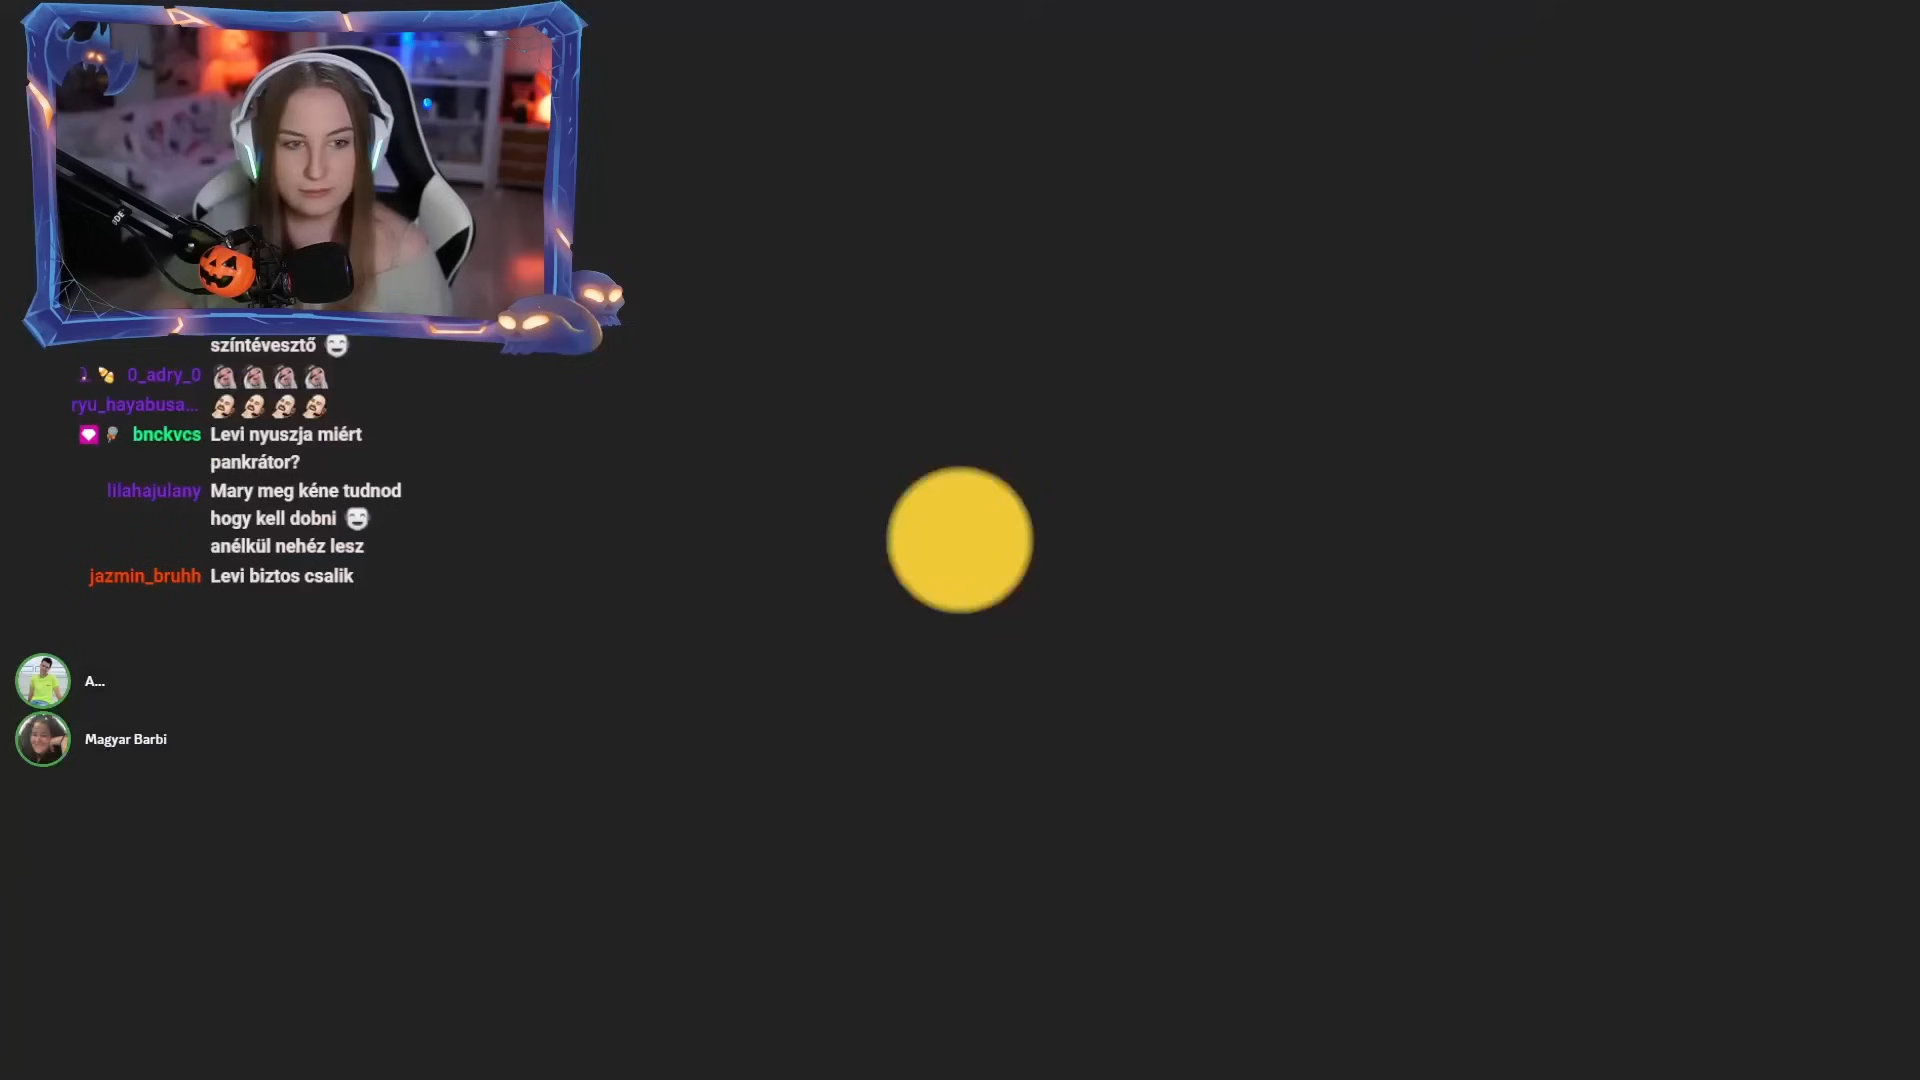 színtévesztő
0_adry_0
ryu_hayabusa...
bnckvcs Levi nyuszja miért
pankrátor?
lilahajulany Mary meg kéne tudnod
hogy kell dobni
anélkül nehéz lesz
jazmin_bruhh Levi biztos csalik
A...
Magyar Barbi